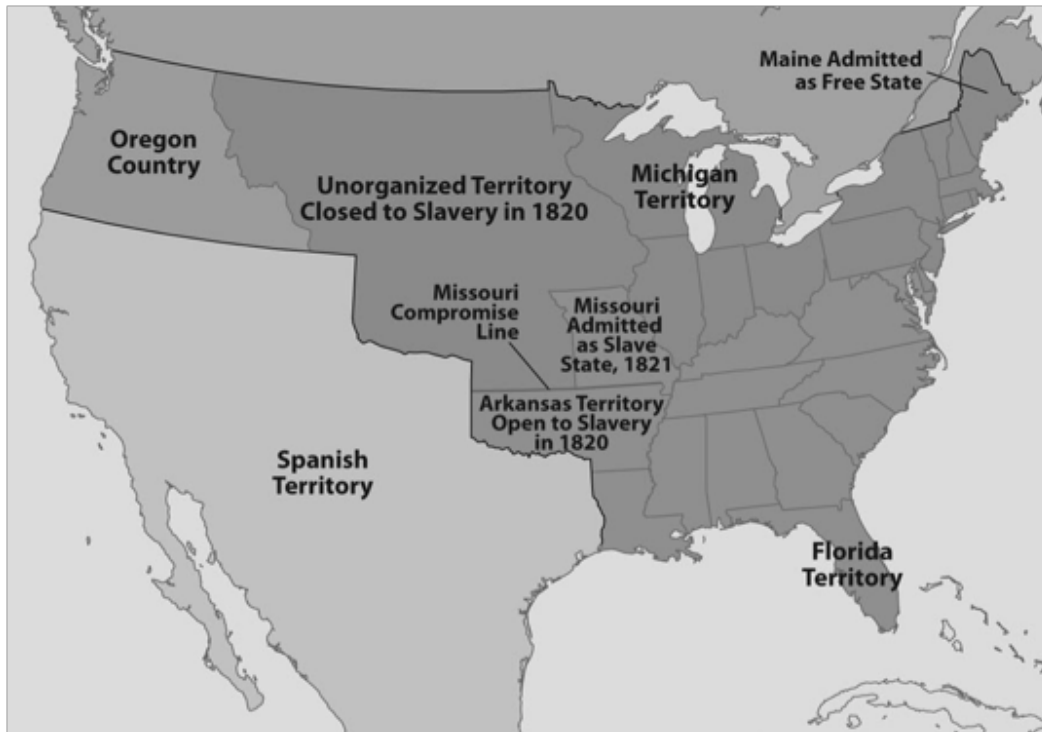 Maine Admitted
as Free State
Oregon
Country
Unorganized Territory
Closed to Slavery in 1820
Michigan
Territory
Missouri
Compromise
Line
Missouri
Admitted
as Slave
State, 1821
Arkansas Territory
Open to Slavery
in 1820
Spanish
Territory
Florida
Territory